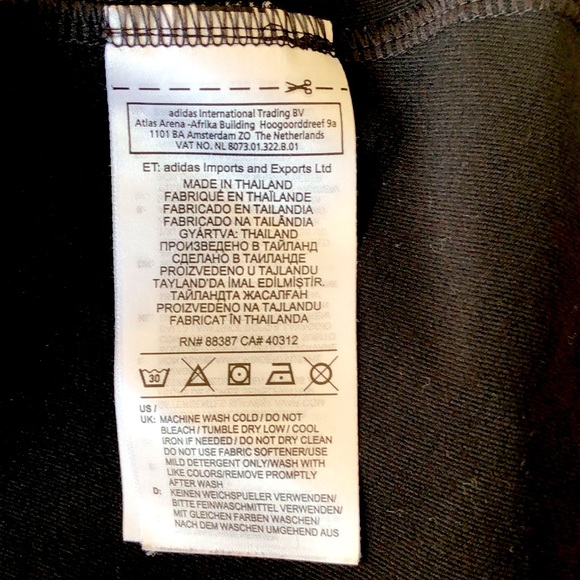 adidas International Trading BV
Atlas Arena -Afrika Building Hoogoorddreef 9a
1101 BA Amsterdam ZO The Netherlands
VAT NO. NL 8073.01.322.B.01
ET: adidas Imports and Exports Ltd
MADE IN THAILAND
FABRIQUÉ EN THAÏLANDE
FABRICADO EN TAILANDIA
FABRICADO NA TAILÂNDIA
GYÁRTVA: THAILAND
ПРОИЗВЕДЕНО В ТАЙЛАНД
СДЕЛАНО В ТАИЛАНДЕ
PROIZVEDENO U TAJLANDU
TAYLAND'DA İMAL EDİLMİŞTİR.
ТАЙЛАНДТА ЖАСАЛҒАН
PROIZVEDENO NA TAJLANDU
FABRICAT ÎN THAILANDA
RN# 88387 CA# 40312
30
US /
UK: MACHINE WASH COLD / DO NOT
BLEACH / TUMBLE DRY LOW / COOL
IRON IF NEEDED / DO NOT DRY CLEAN
DO NOT USE FABRIC SOFTENER/USE
MILD DETERGENT ONLY/WASH WITH
LIKE COLORS/REMOVE PROMPTLY
AFTER WASH
D: KEINEN WEICHSPUELER VERWENDEN/
BITTE FEINWASCHMITTEL VERWENDEN/
MIT GLEICHEN FARBEN WASCHEN/
NACH DEM WASCHEN UMGEHEND AUS